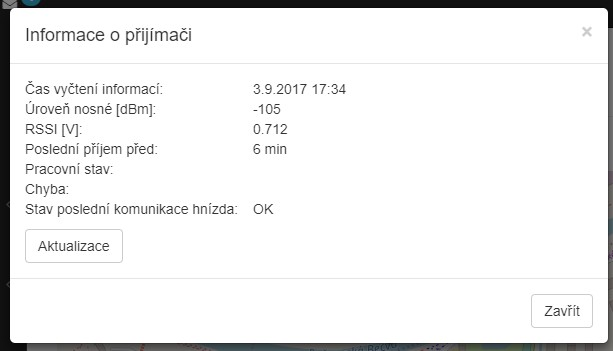 Informace o přijímači
×
Čas vyčtení informací: 3.9.2017 17:34
Úroveň nosné [dBm]: -105
RSSI [V]: 0.712
Poslední příjem před: 6 min
Pracovní stav:
Chyba:
Stav poslední komunikace hnízda: OK
Aktualizace
Zavřít